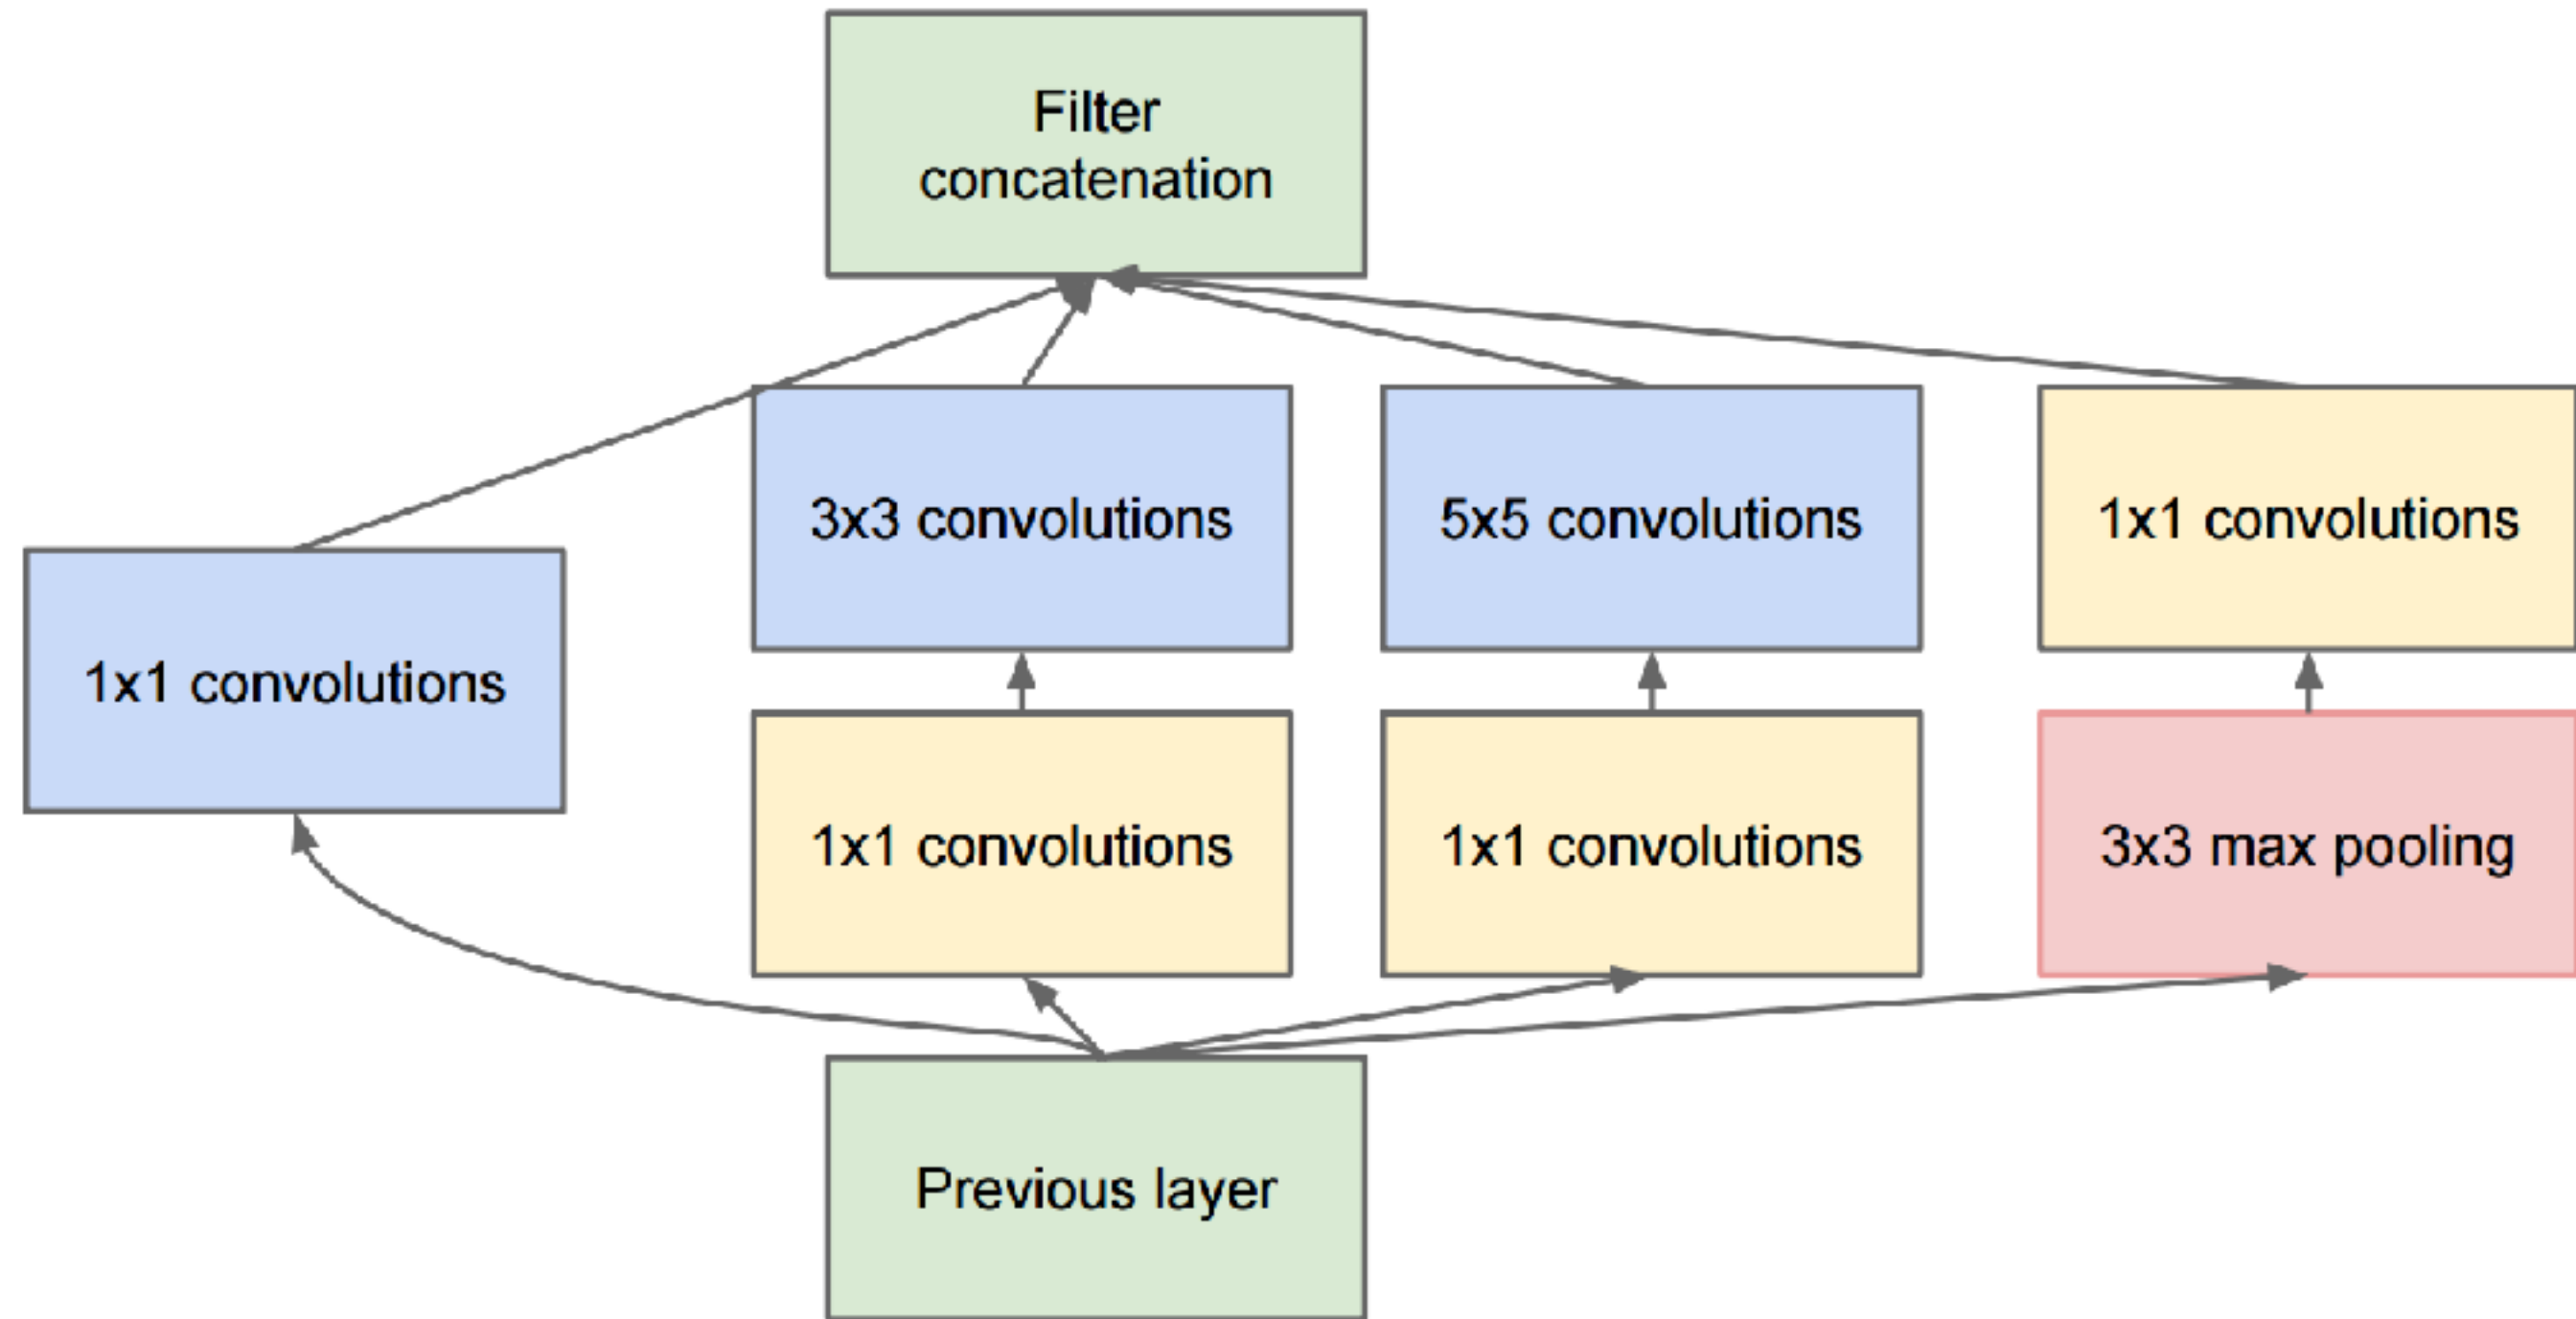 Filter
concatenation
3x3 convolutions
5x5 convolutions
1x1 convolutions
1x1 convolutions
1x1 convolutions
1x1 convolutions
3x3 max pooling
Previous layer